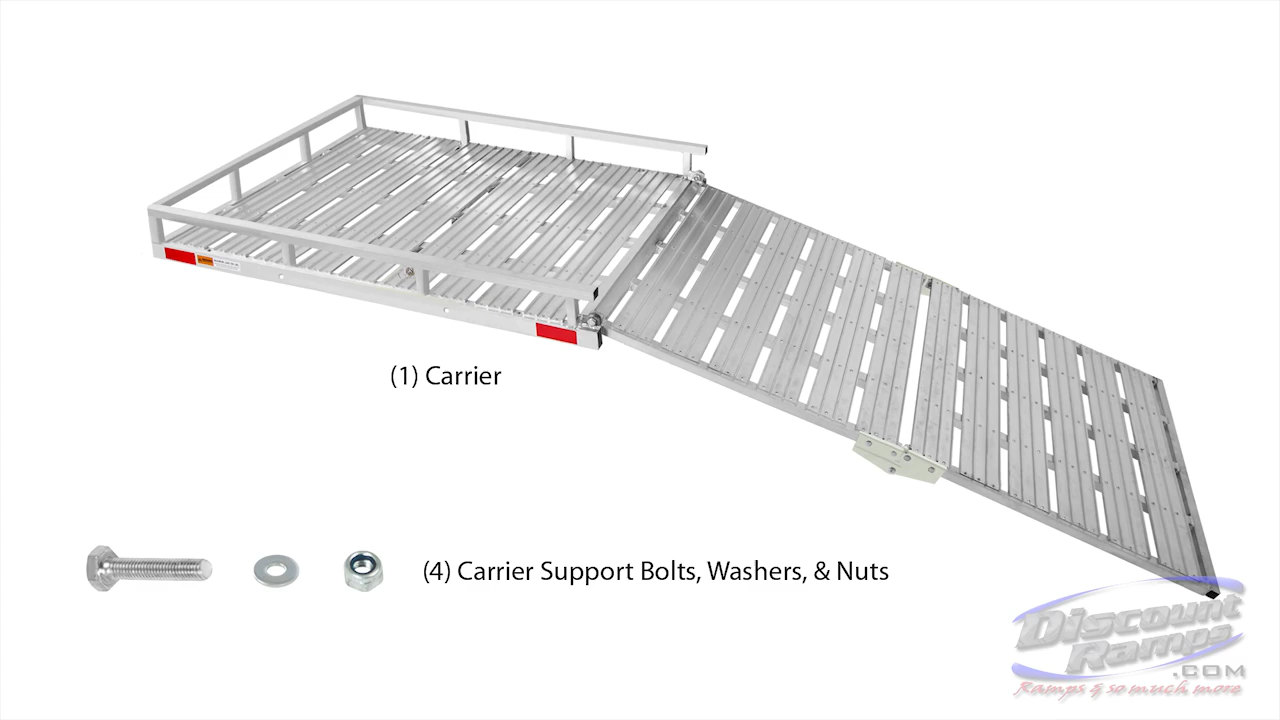 (1) Carrier
(4) Carrier Support Bolts, Washers, & Nuts
Discount
Ramps
.COM
Ramps & so much more